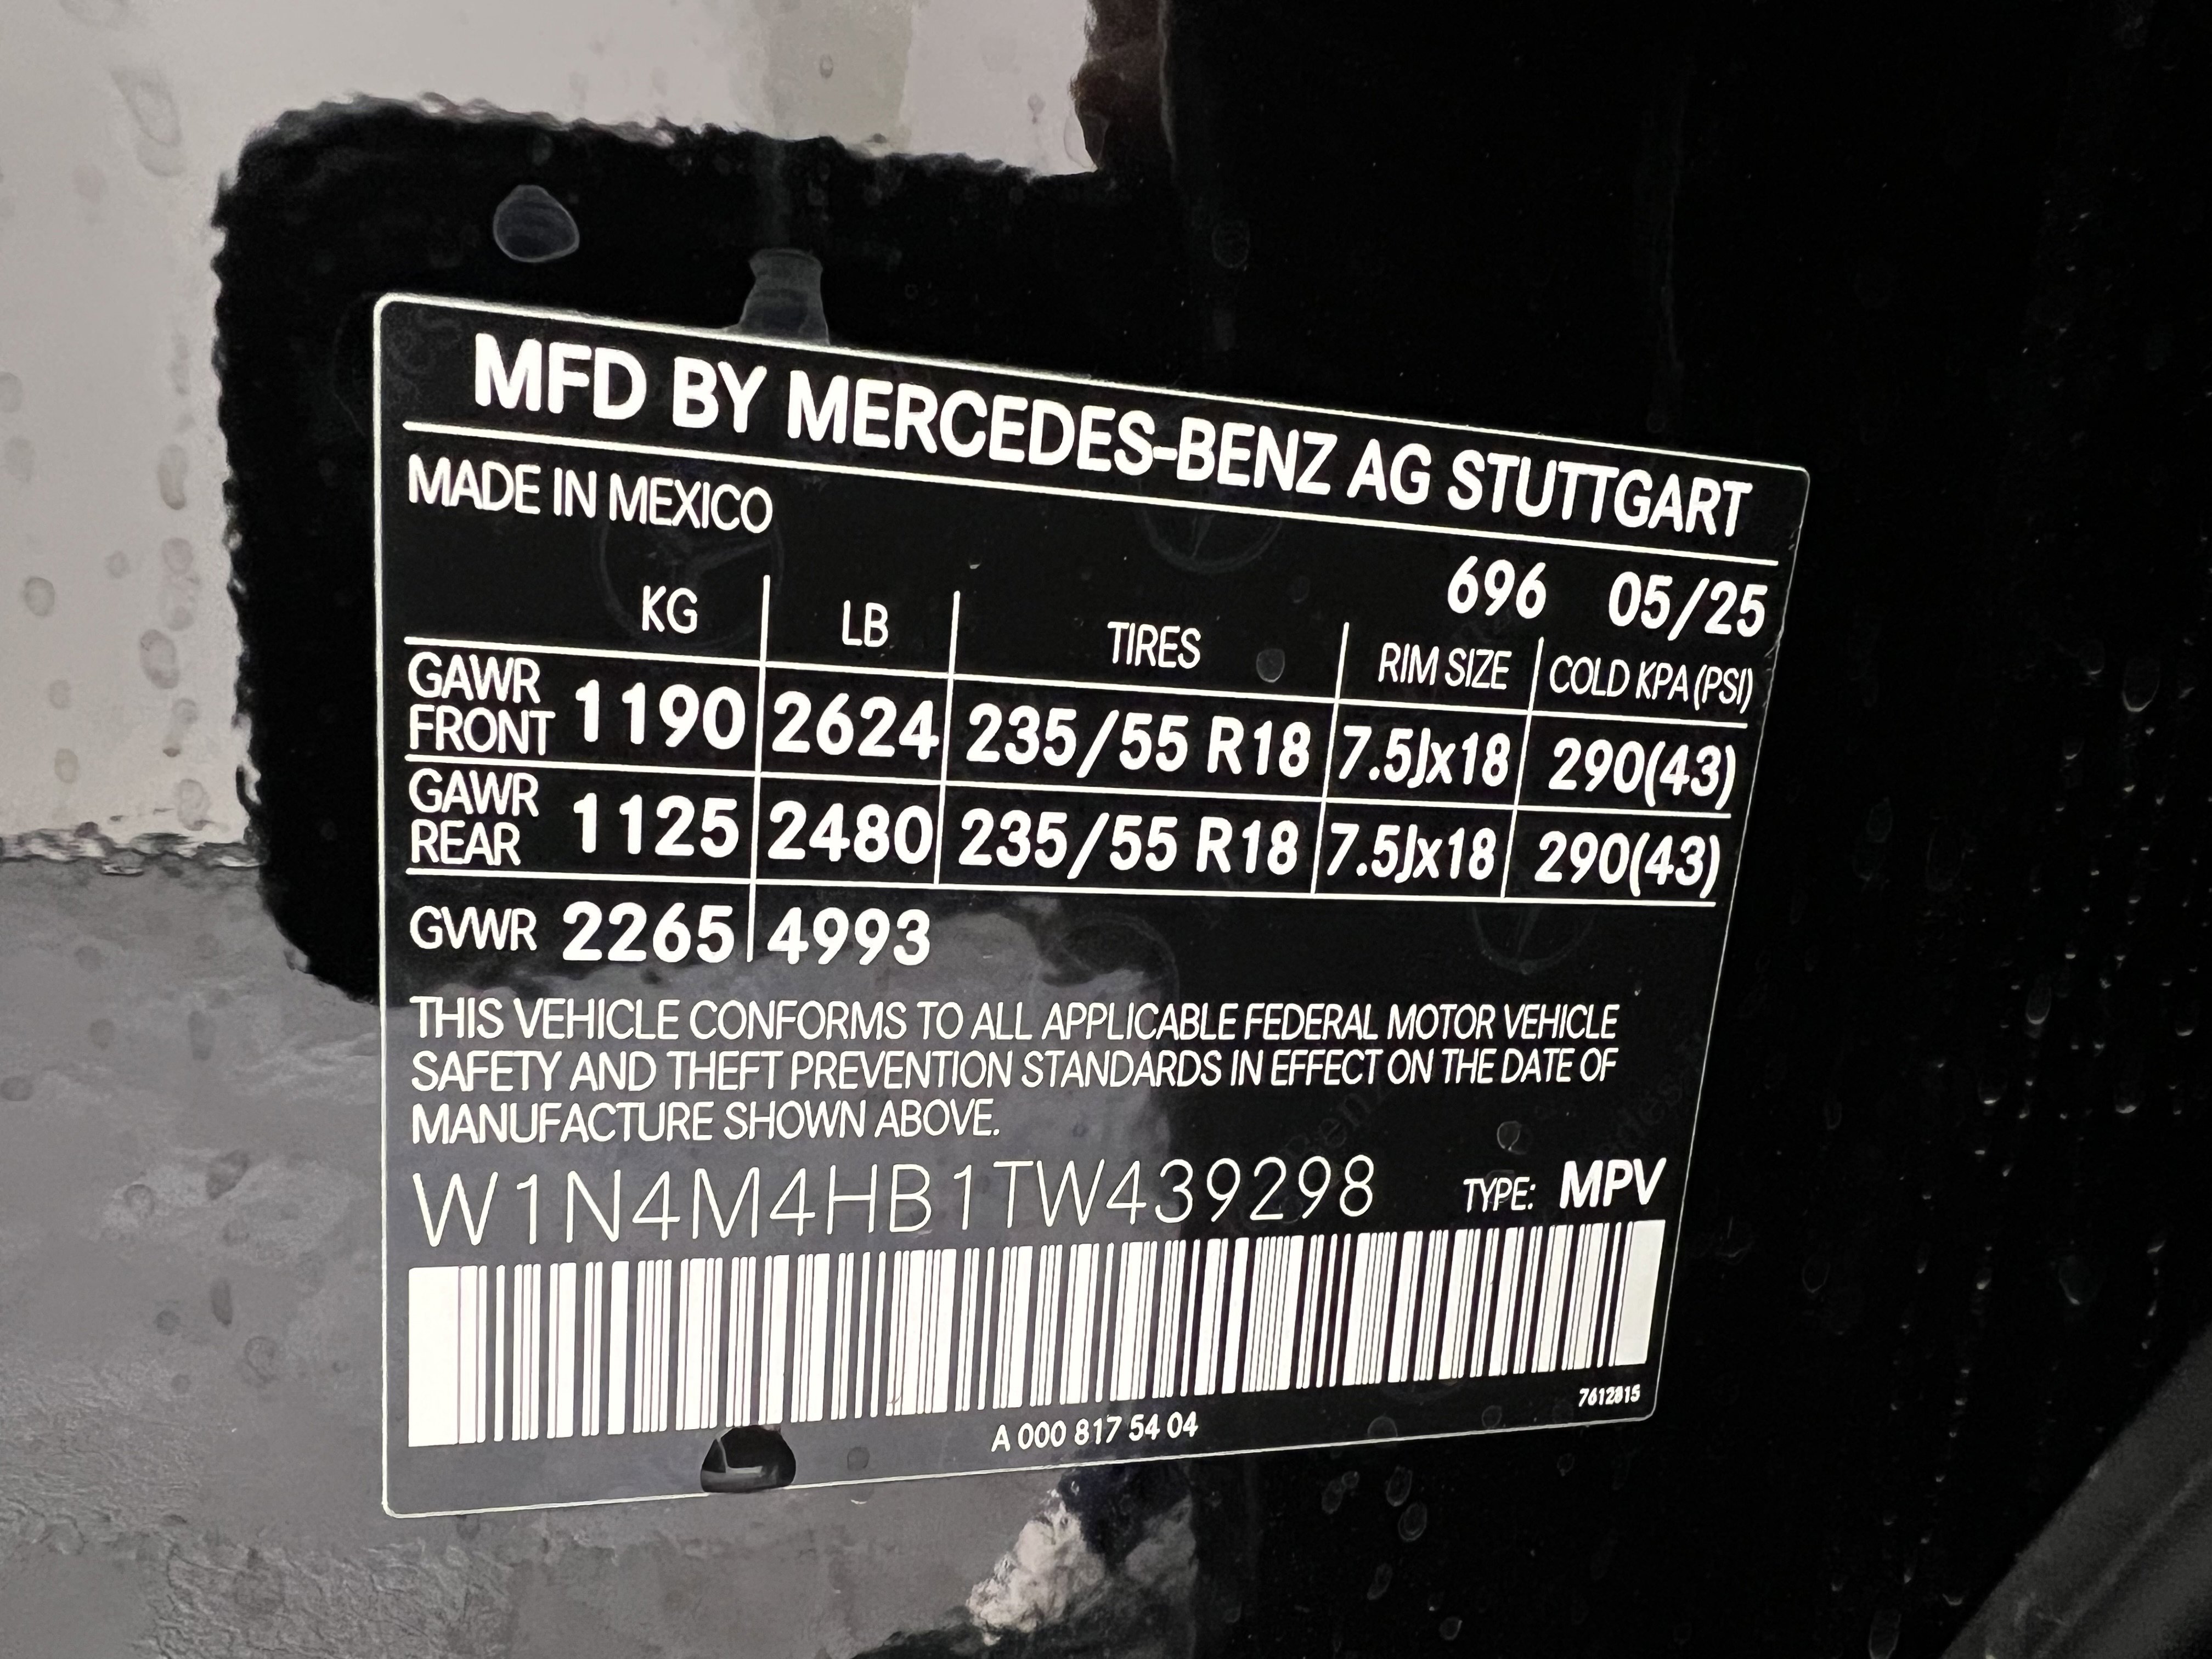 MFD BY MERCEDES-BENZ AG STUTTGART
MADE IN MEXICO
696 05/25
KG LB TIRES RIM SIZE COLD KPA (PSI)
GAWR FRONT 1190 2624 235/55 R18 7.5Jx18 290(43)
GAWR REAR 1125 2480 235/55 R18 7.5Jx18 290(43)
GVWR 2265 4993
THIS VEHICLE CONFORMS TO ALL APPLICABLE FEDERAL MOTOR VEHICLE
SAFETY AND THEFT PREVENTION STANDARDS IN EFFECT ON THE DATE OF
MANUFACTURE SHOWN ABOVE.
W1N4M4HB1TW439298 TYPE: MPV
7612815
A 000 817 54 04